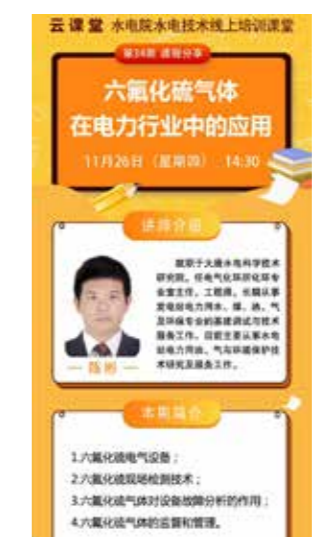 云课堂 水电院水电技术线上培训课堂
第34期 课程分享
六氟化硫气体
在电力行业中的应用
11月26日（星期四） 14:30
讲师介绍
就职于大唐水电科学技术
研究院，任电气化环所化环专
业室主任，工程师，长期从事
发电站电力用水、煤、油、气
及环保专业的基建调试与技术
服务工作，目前主要从事水电
站电力用油、气与环境保护技
术研究及服务工作。
陈彬
本期简介
1.六氟化硫电气设备；
2.六氟化硫现场检测技术；
3.六氟化硫气体对设备故障分析的作用；
4.六氟化硫气体的监督和管理。